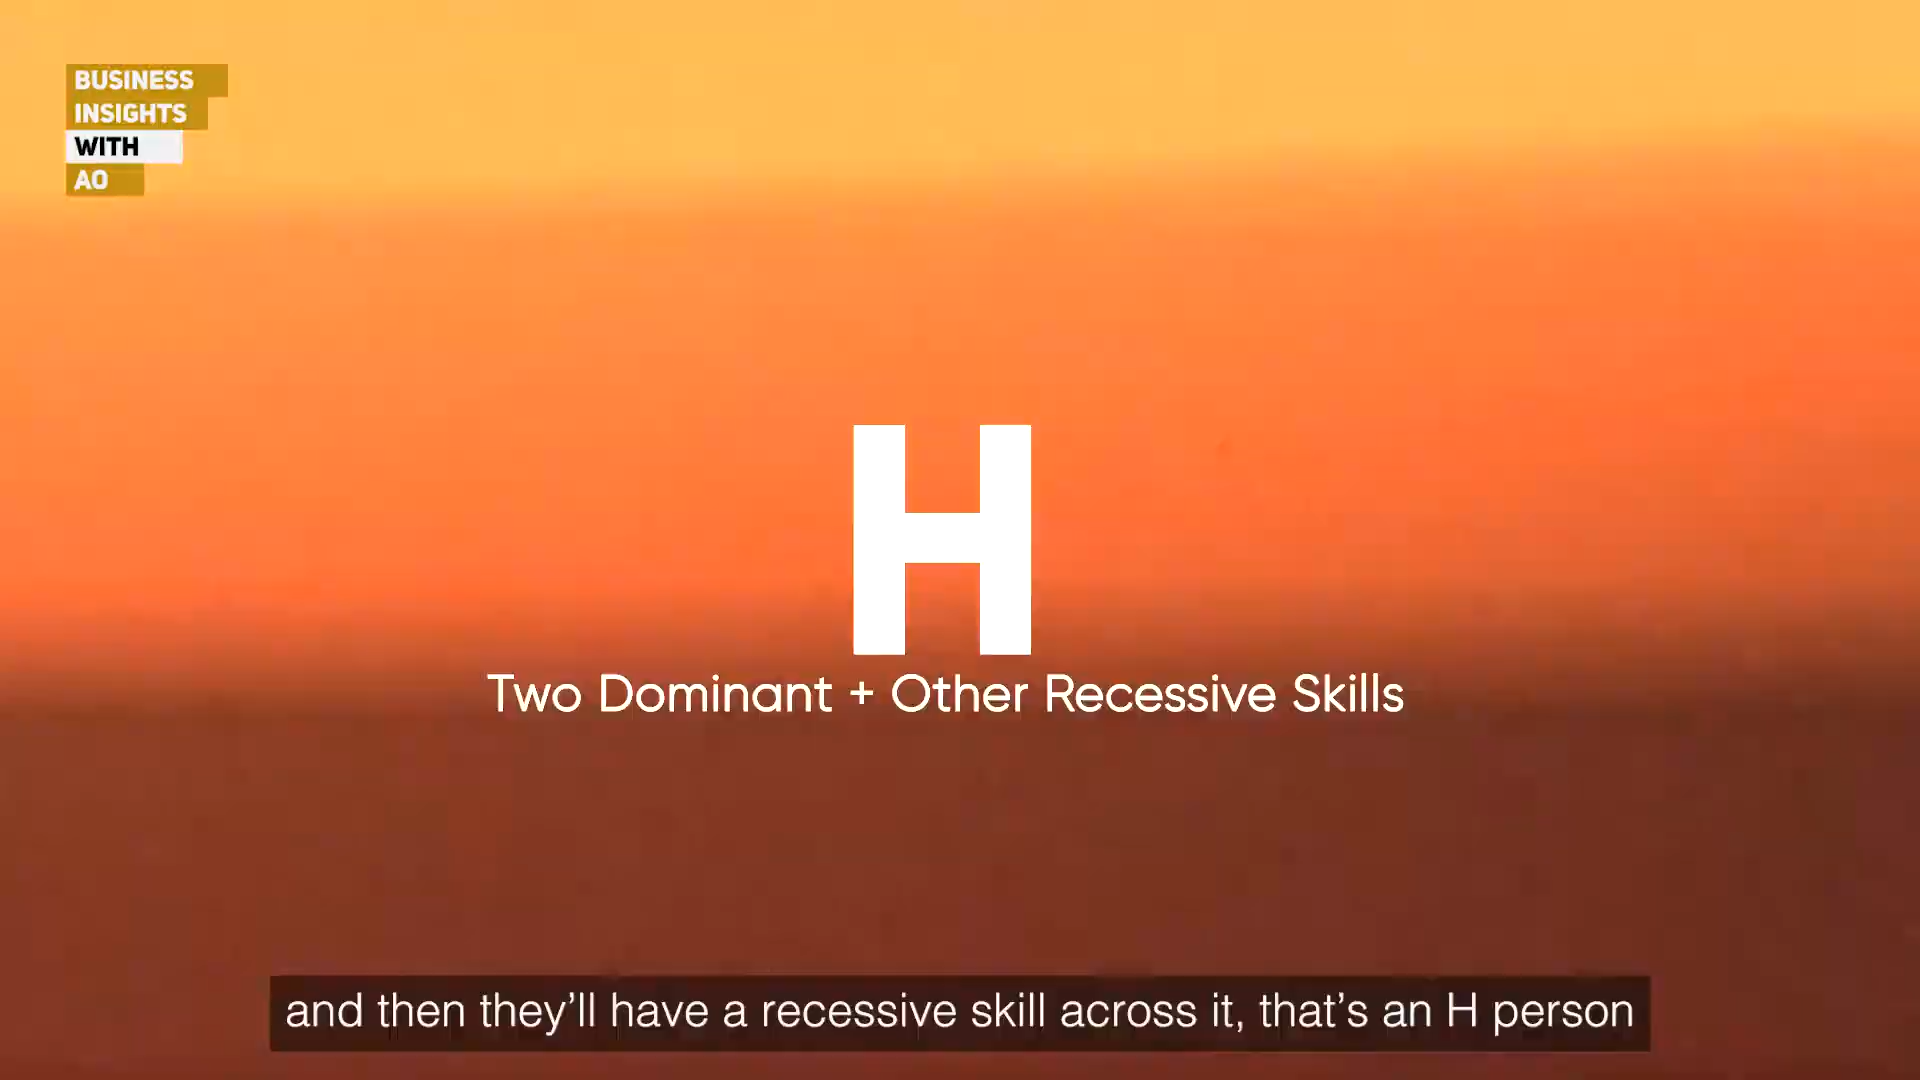 BUSINESS
INSIGHTS
WITH
AO
H
Two Dominant + Other Recessive Skills
and then they’ll have a recessive skill across it, that’s an H person